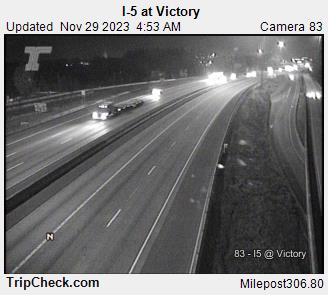 I-5 at Victory
Updated Nov 29 2023 4:53 AM Camera 83
T
N
83 - I5 @ Victory
TripCheck.com Milepost306.80